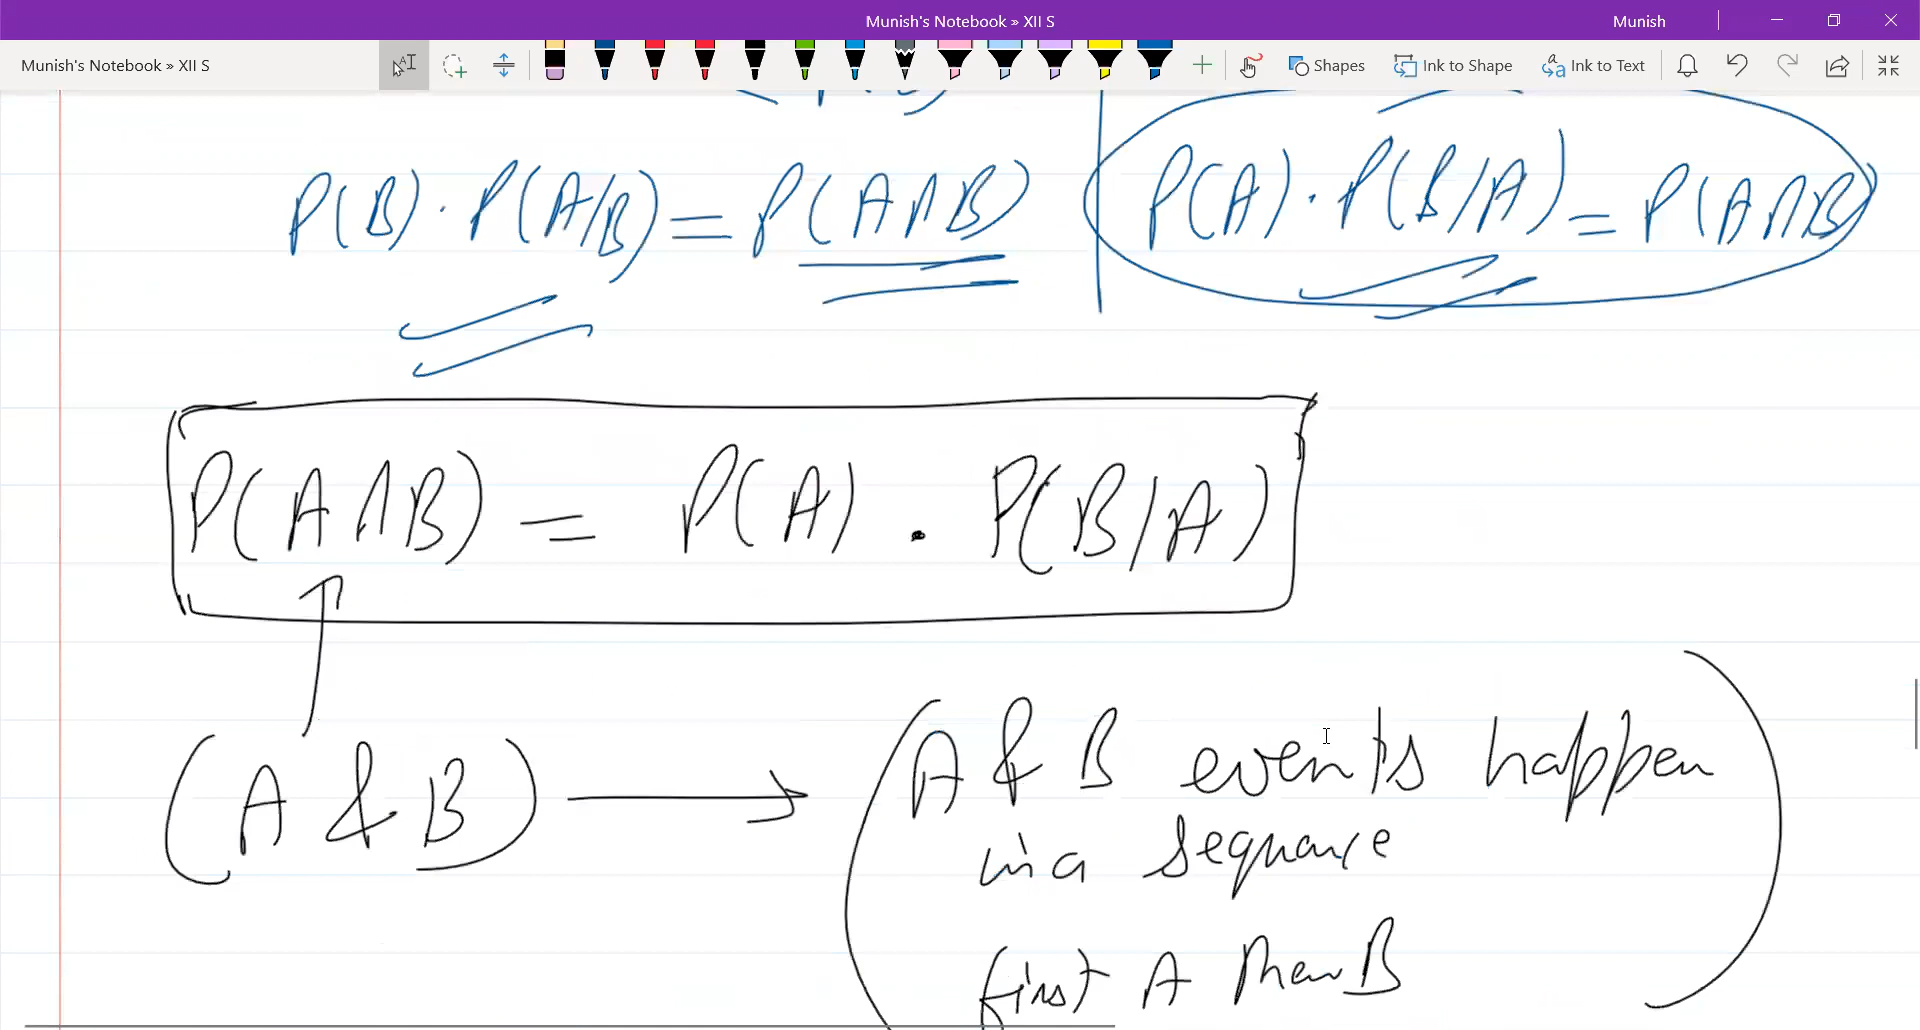 Munish's Notebook » XII S
Munish
Munish's Notebook » XII S
Shapes
Ink to Shape
Ink to Text
P(B) · P(A/B) = P(A∩B)
P(A) · P(B/A) = P(A∩B)
P(A∩B) = P(A) · P(B/A)
(A & B) → (A & B events happen
in a sequence
first A then B